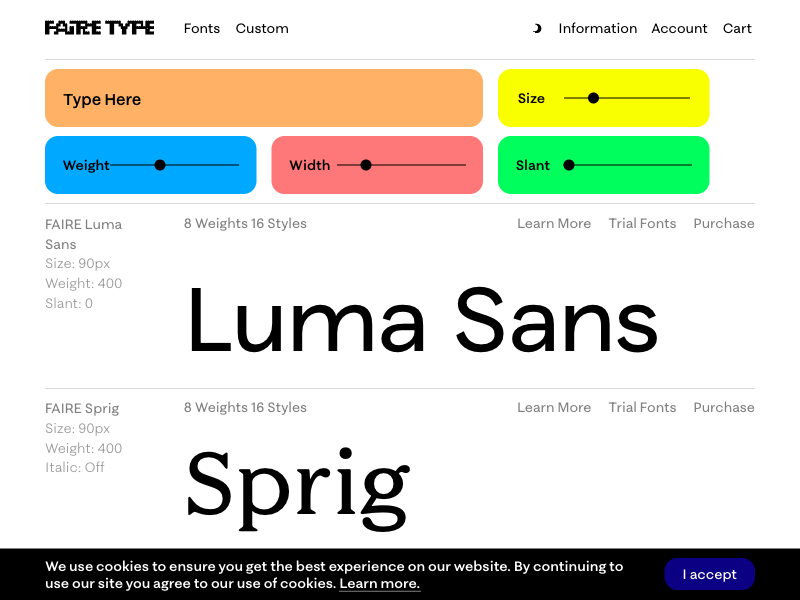 FAIRE TYPE Fonts Custom Information Account Cart
Type Here Size
Weight Width Slant
FAIRE Luma Sans
8 Weights 16 Styles
Learn More Trial Fonts Purchase
Size: 90px
Weight: 400
Slant: 0
Luma Sans
FAIRE Sprig
8 Weights 16 Styles
Learn More Trial Fonts Purchase
Size: 90px
Weight: 400
Italic: Off
Sprig
We use cookies to ensure you get the best experience on our website. By continuing to
use our site you agree to our use of cookies. Learn more.
I accept